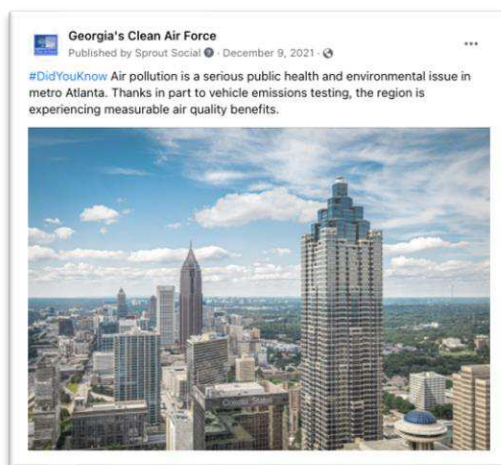 Georgia's Clean Air Force
Published by Sprout Social · December 9, 2021 ·
#DidYouKnow Air pollution is a serious public health and environmental issue in
metro Atlanta. Thanks in part to vehicle emissions testing, the region is
experiencing measurable air quality benefits.